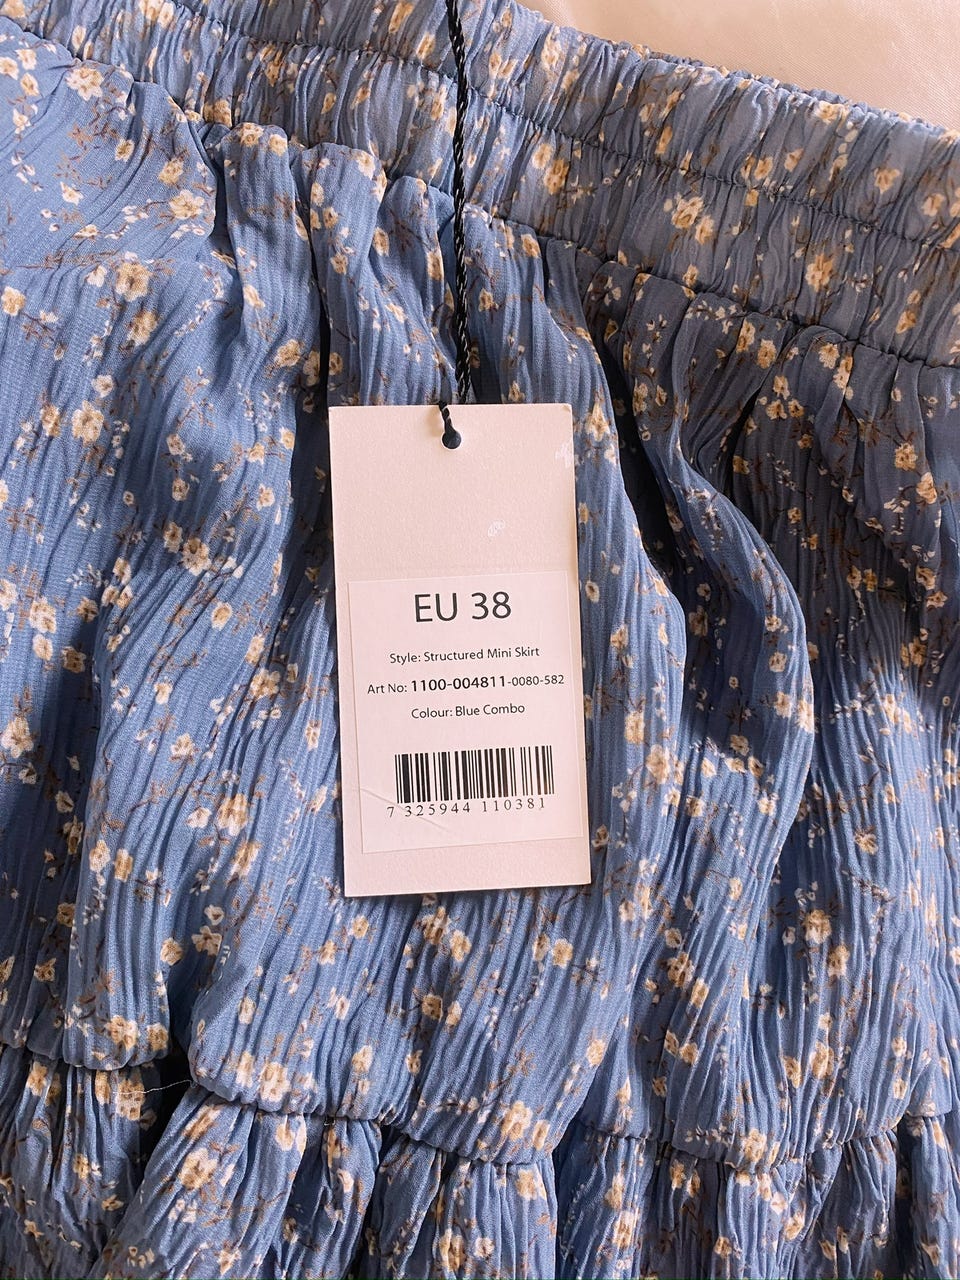 EU 38
Style: Structured Mini Skirt
Art No: 1100-004811-0080-582
Colour: Blue Combo
7 325944 110381